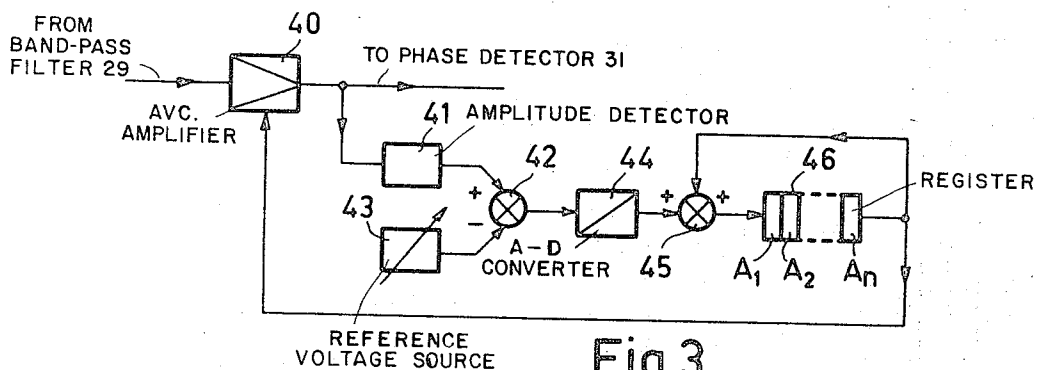 FROM
BAND-PASS
FILTER 29
40
TO PHASE DETECTOR 31
AVC.
AMPLIFIER
41
AMPLITUDE DETECTOR
42
44
46
REGISTER
+
-
+
+
43
A-D
CONVERTER
45
A1 A2 An
REFERENCE
VOLTAGE SOURCE
Fig.3